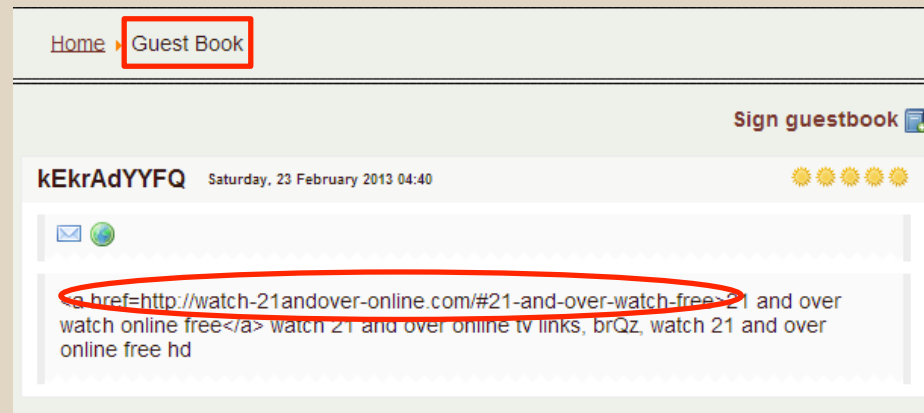 Home Guest Book
Sign guestbook
kEkrAdYYFQ Saturday, 23 February 2013 04:40
<a href=http://watch-21andover-online.com/#21-and-over-watch-free>21 and over
watch online free</a> watch 21 and over online tv links, brQz, watch 21 and over
online free hd